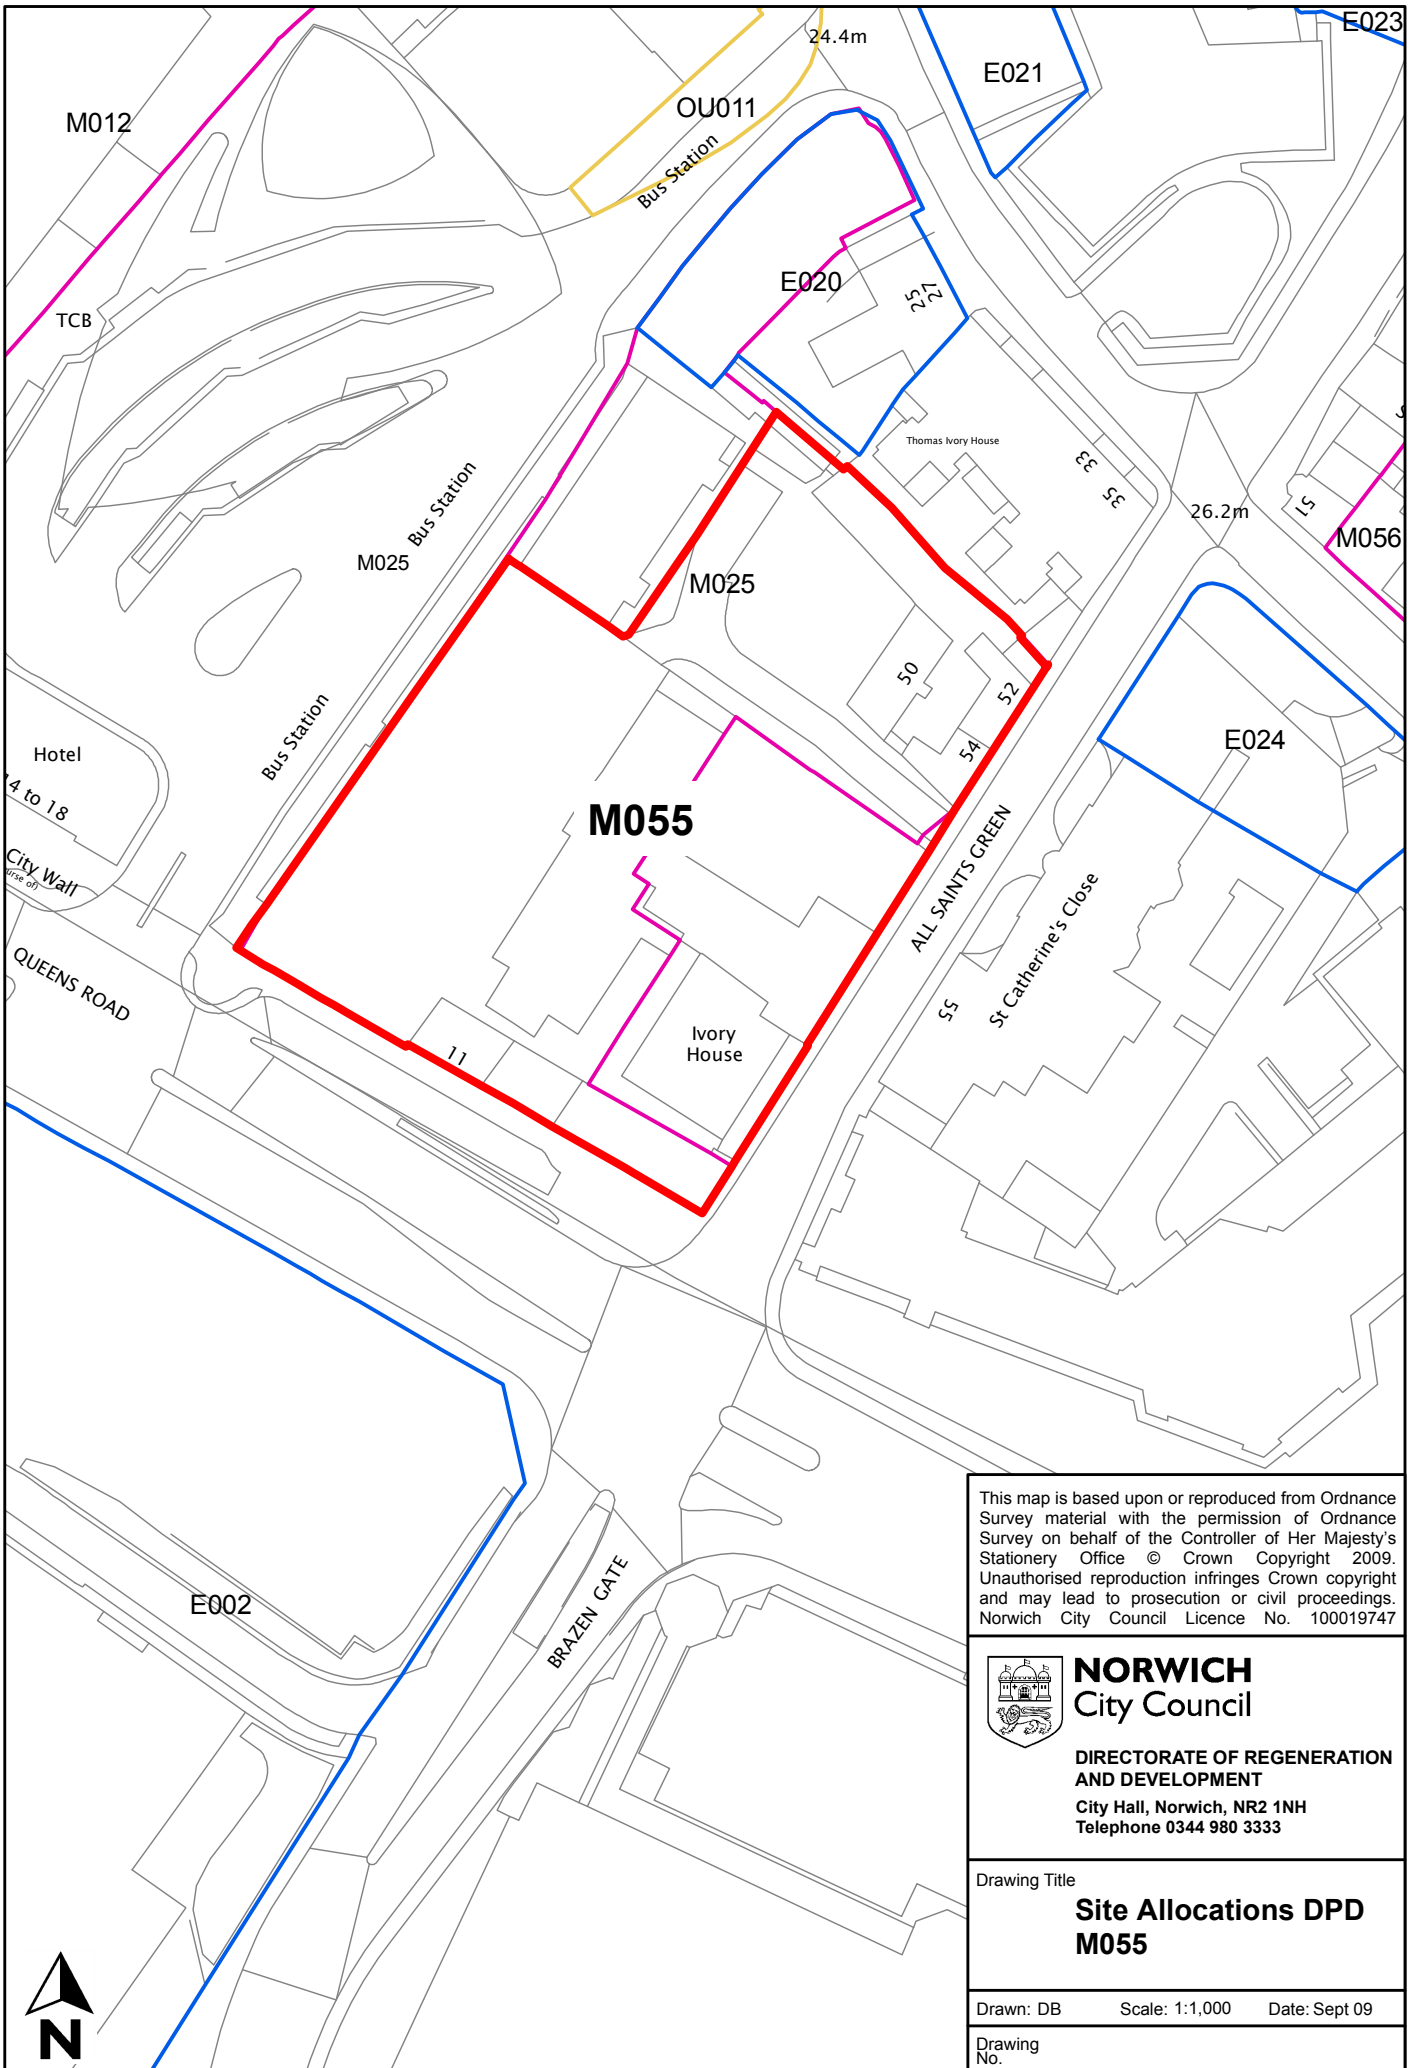 24.4m
E023
E021
M012
OU011
Bus Station
E020
25
27
TCB
Thomas Ivory House
33
35
51
26.2m
M056
Bus Station
M025
M025
50
52
54
Bus Station
Hotel
14 to 18
E024
M055
City Wall
urse of)
ALL SAINTS GREEN
St Catherine's Close
55
QUEENS ROAD
Ivory
House
11
E002
BRAZEN GATE
This map is based upon or reproduced from Ordnance
Survey material with the permission of Ordnance
Survey on behalf of the Controller of Her Majesty's
Stationery Office © Crown Copyright 2009.
Unauthorised reproduction infringes Crown copyright
and may lead to prosecution or civil proceedings.
Norwich City Council Licence No. 100019747
NORWICH
City Council
DIRECTORATE OF REGENERATION
AND DEVELOPMENT
City Hall, Norwich, NR2 1NH
Telephone 0344 980 3333
Drawing Title
Site Allocations DPD
M055
Drawn: DB Scale: 1:1,000 Date: Sept 09
Drawing
No.
N